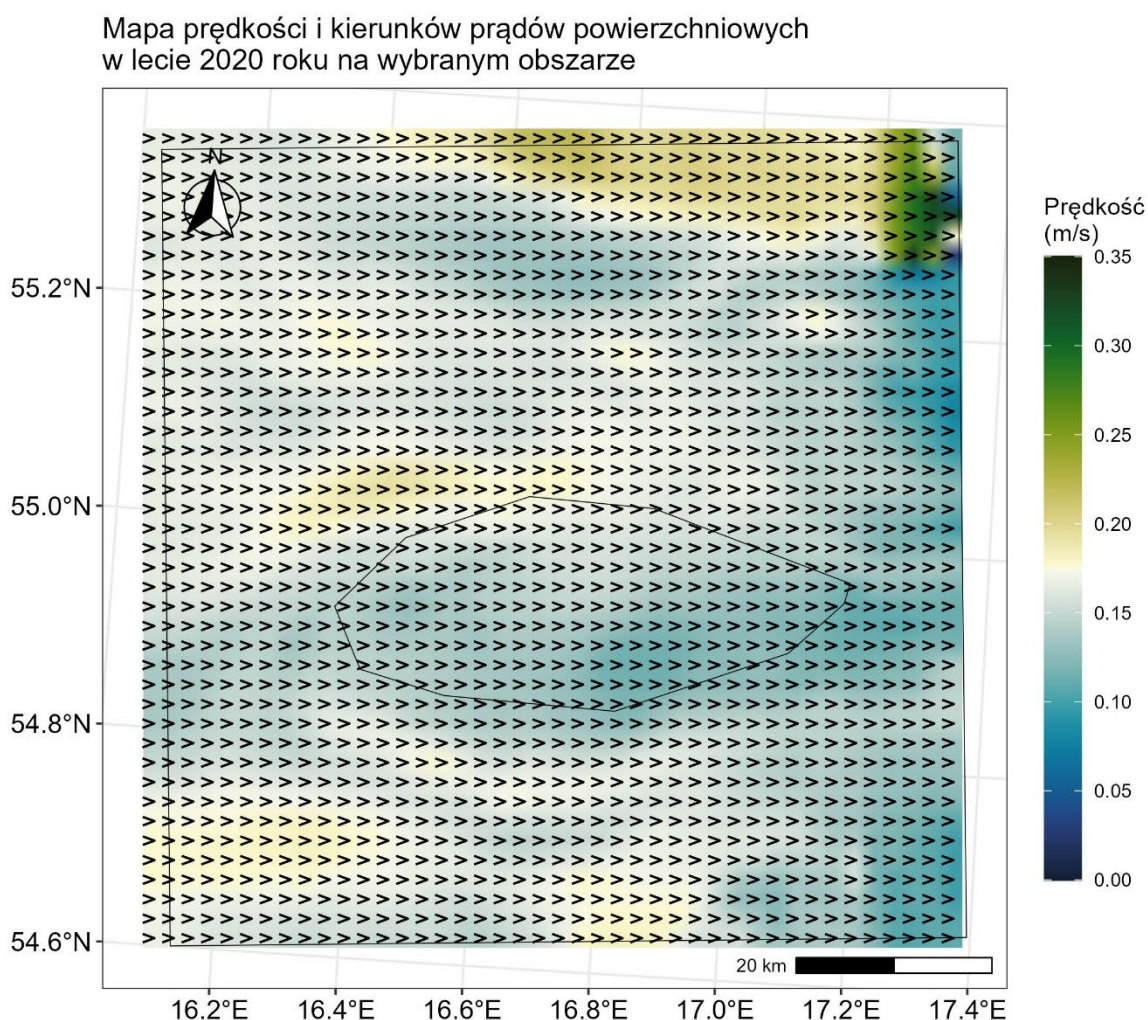 Mapa prędkości i kierunków prądów powierzchniowych
w lecie 2020 roku na wybranym obszarze
N
Prędkość
(m/s)
0.35
0.30
0.25
0.20
0.15
0.10
0.05
0.00
55.2°N
55.0°N
54.8°N
54.6°N
20 km
16.2°E 16.4°E 16.6°E 16.8°E 17.0°E 17.2°E 17.4°E